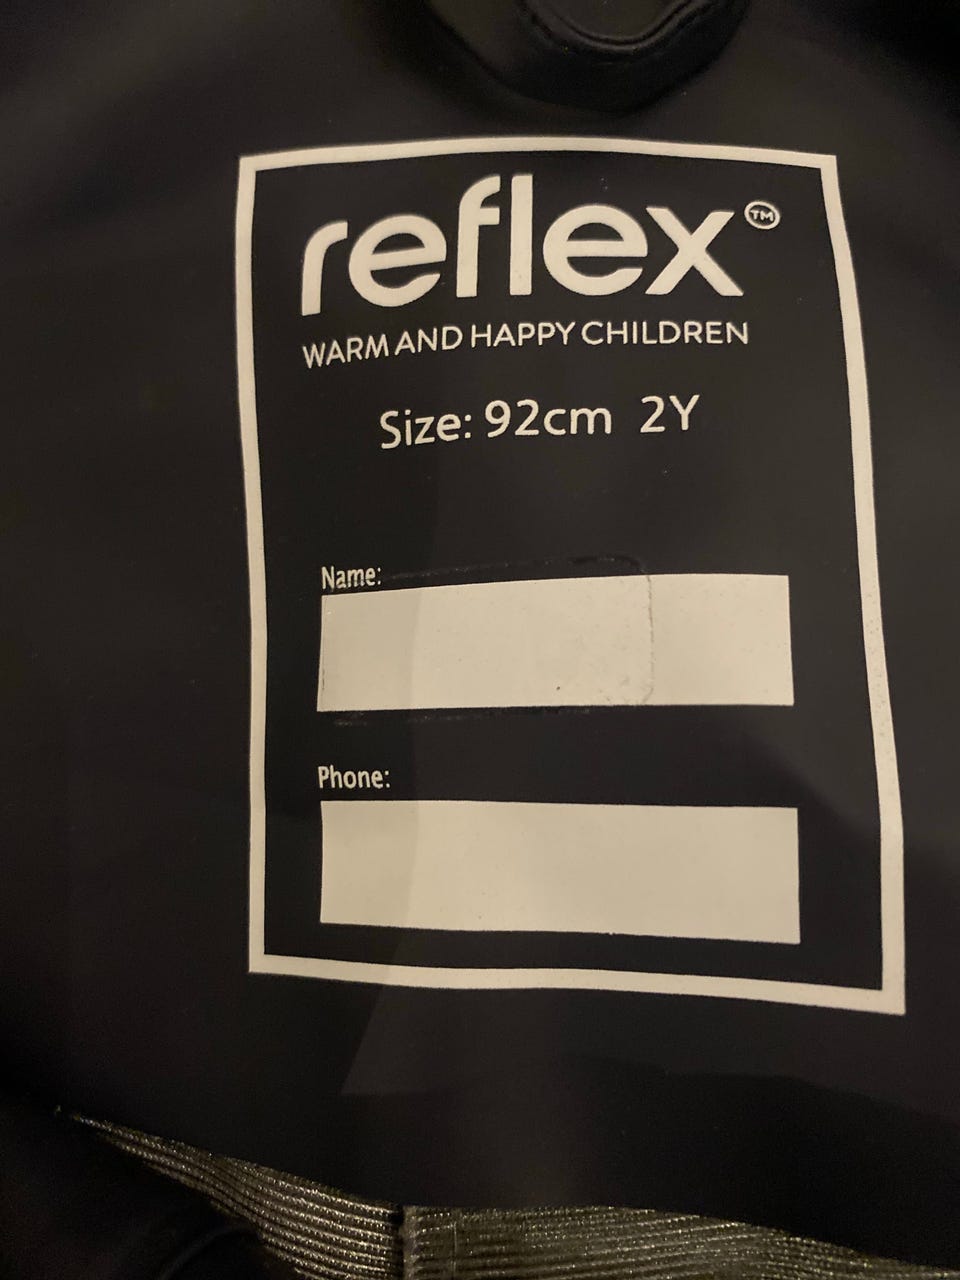 reflex™
WARM AND HAPPY CHILDREN
Size: 92cm 2Y
Name:
Phone: